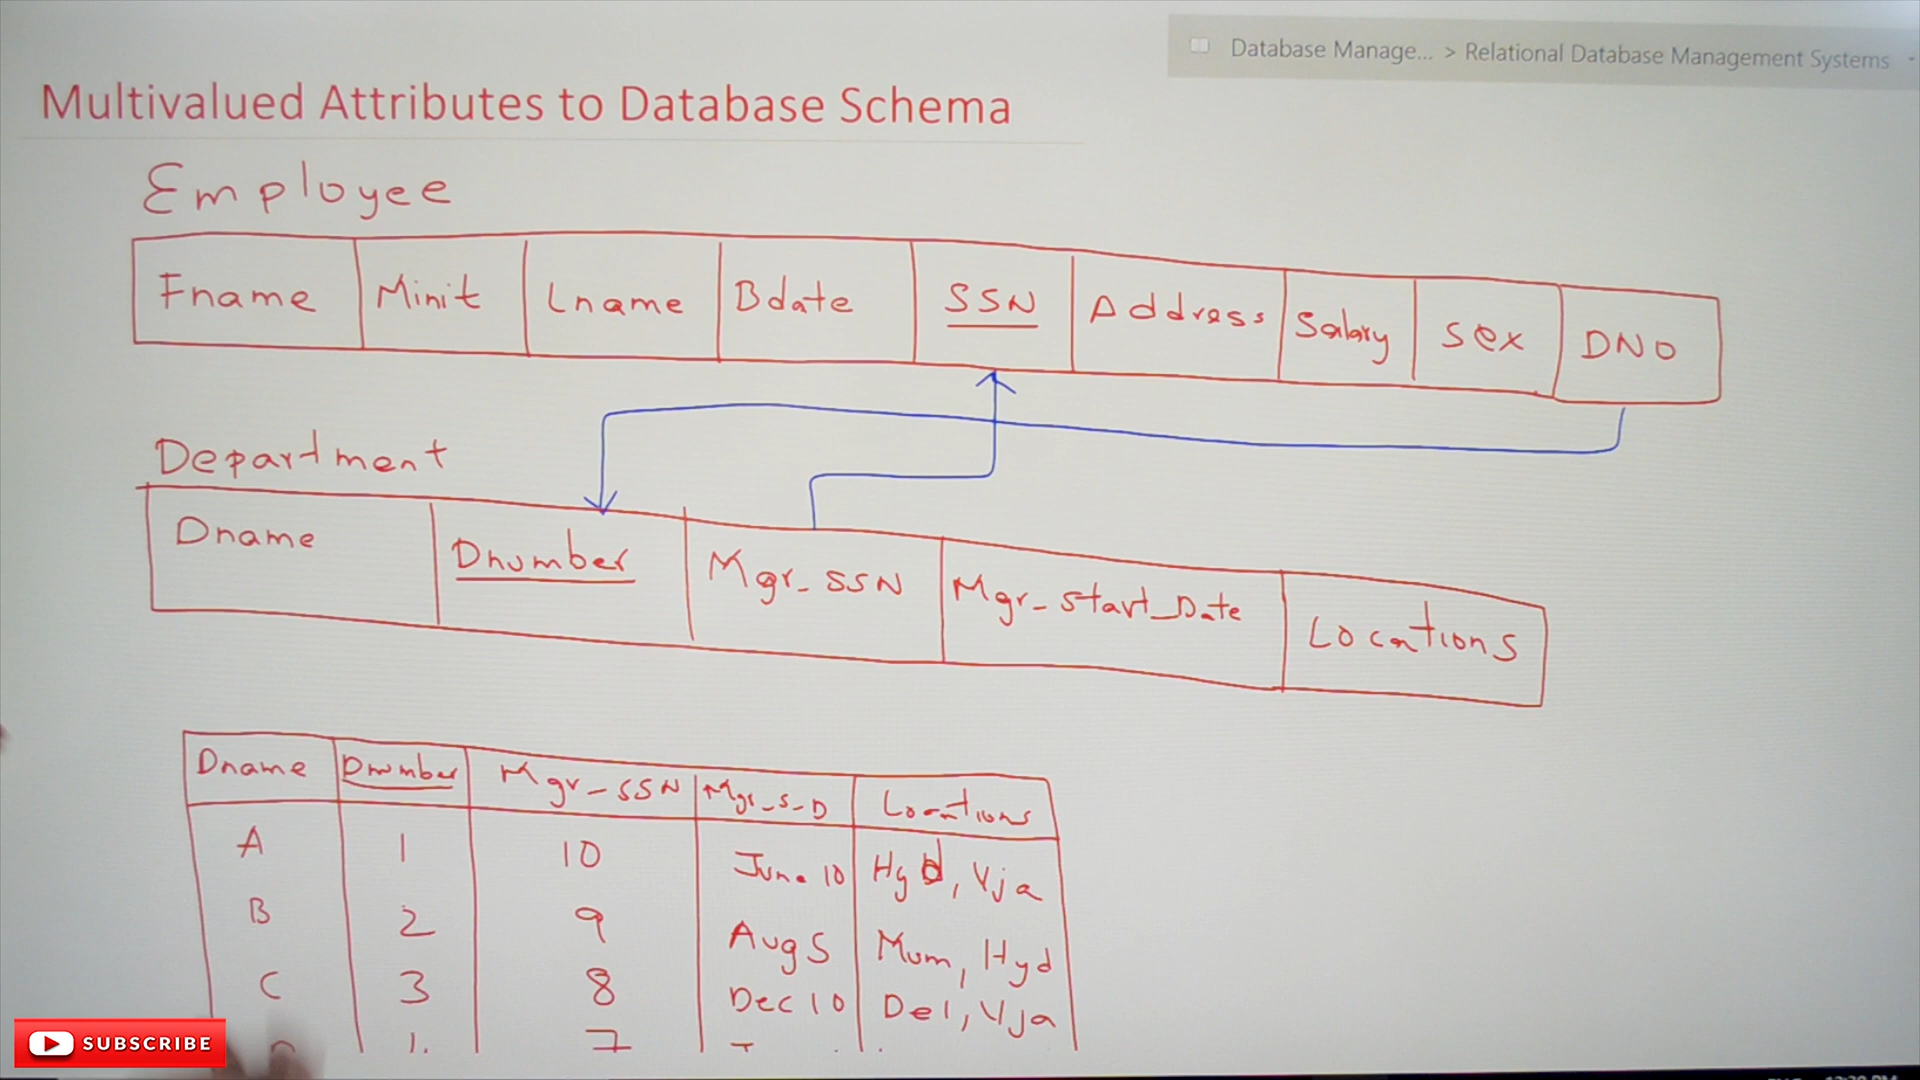 Database Manage... > Relational Database Management Systems
Multivalued Attributes to Database Schema
Employee
Fname Minit Lname Bdate SSN Address Salary Sex DNO
Department
Dname Dnumber Mgr_SSN Mgr_Start_Date Locations
Dname Dnumber Mgr_SSN Mgr_S_D Locations
A 1 10 June 10 Hyd, Vja
B 2 9 Aug 5 Mum, Hyd
C 3 8 Dec 10 Del, Vja
7
SUBSCRIBE